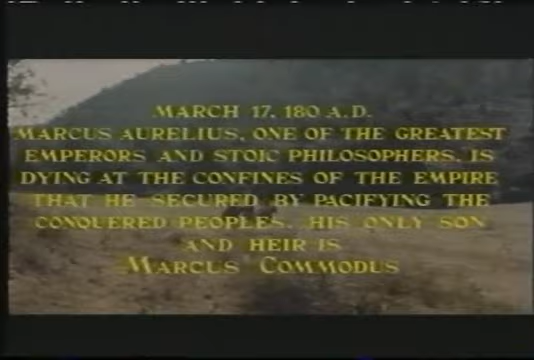 MARCH 17, 180 A.D.
MARCUS AURELIUS, ONE OF THE GREATEST
EMPERORS AND STOIC PHILOSOPHERS, IS
DYING AT THE CONFINES OF THE EMPIRE
THAT HE SECURED BY PACIFYING THE
CONQUERED PEOPLES. HIS ONLY SON
AND HEIR IS
MARCUS COMMODUS